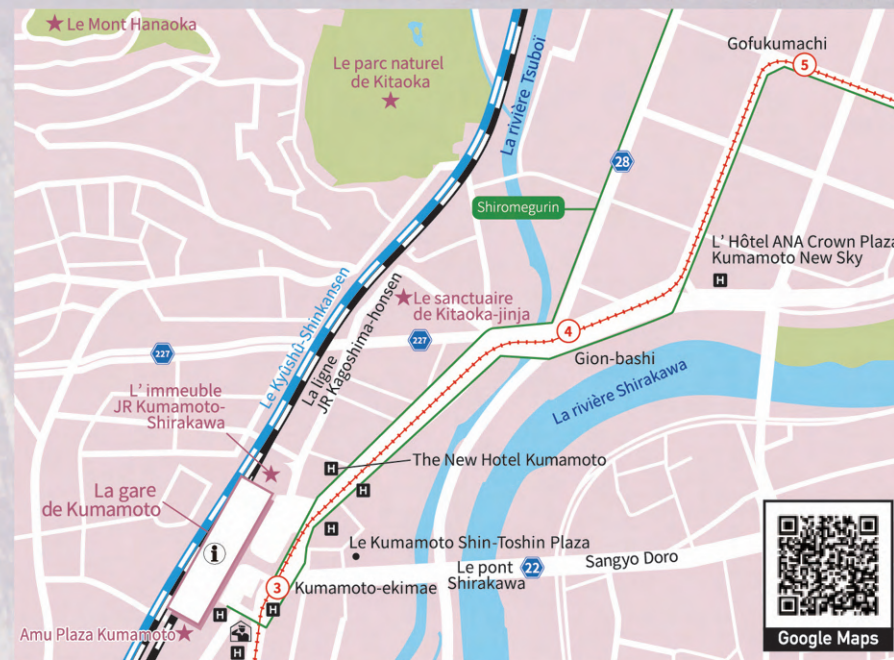 Le Mont Hanaoka
Le parc naturel
de Kitaoka
La rivière Tsuboï
Gofukumachi
5
28
Shiromegurin
L' Hôtel ANA Crown Plaza
Kumamoto New Sky
H
Le sanctuaire
de Kitaoka-jinja
Le Kyûshû-Shinkansen
La ligne
JR Kagoshima-honsen
227
227
4
Gion-bashi
La rivière Shirakawa
L' immeuble
JR Kumamoto-
Shirakawa
H
The New Hotel Kumamoto
H
La gare
de Kumamoto
i
H
Le Kumamoto Shin-Toshin Plaza
Le pont
Shirakawa
22
Sangyo Doro
3
Kumamoto-ekimae
H
H
Amu Plaza Kumamoto
H
Google Maps